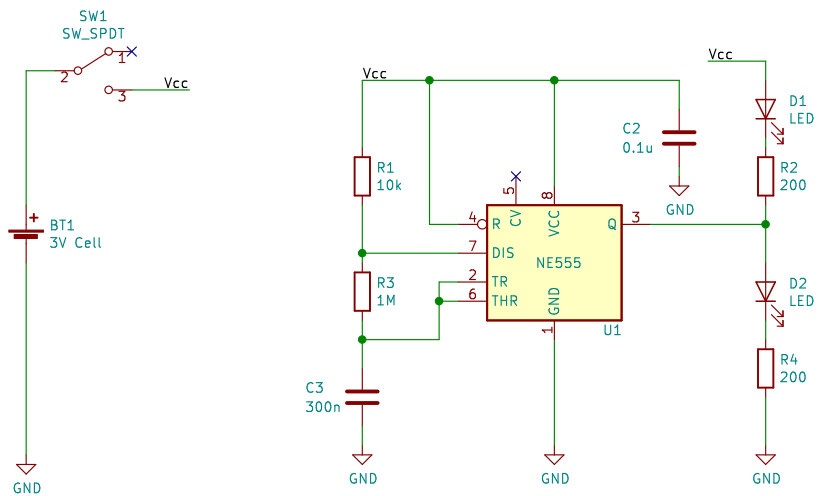 SW1
SW_SPDT
1
2
3
Vcc
BT1
3V Cell
GND
Vcc
R1
10k
R3
1M
C3
300n
GND
C2
0.1u
GND
5
8
4
R
CV
VCC
Q
3
7
DIS
NE555
2
TR
6
THR
GND
1
U1
GND
Vcc
D1
LED
R2
200
D2
LED
R4
200
GND